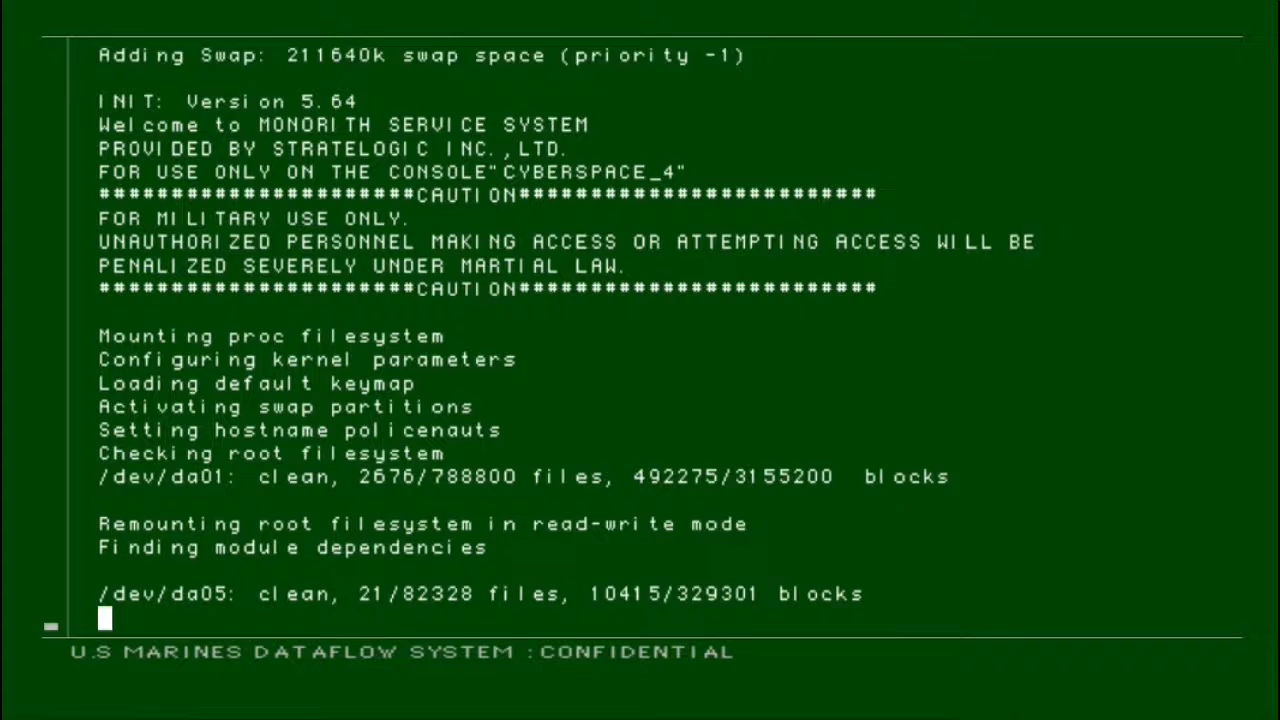 Adding Swap: 211640k swap space (priority -1)
INIT: Version 5.64
Welcome to MONORITH SERVICE SYSTEM
PROVIDED BY STRATELOGIC INC.,LTD.
FOR USE ONLY ON THE CONSOLE"CYBERSPACE_4"
######################CAUTION#########################
FOR MILITARY USE ONLY.
UNAUTHORIZED PERSONNEL MAKING ACCESS OR ATTEMPTING ACCESS WILL BE
PENALIZED SEVERELY UNDER MARTIAL LAW.
######################CAUTION#########################
Mounting proc filesystem
Configuring kernel parameters
Loading default keymap
Activating swap partitions
Setting hostname policenauts
Checking root filesystem
/dev/da01: clean, 2676/788800 files, 492275/3155200 blocks
Remounting root filesystem in read-write mode
Finding module dependencies
/dev/da05: clean, 21/82328 files, 10415/329301 blocks
U.S MARINES DATAFLOW SYSTEM :CONFIDENTIAL